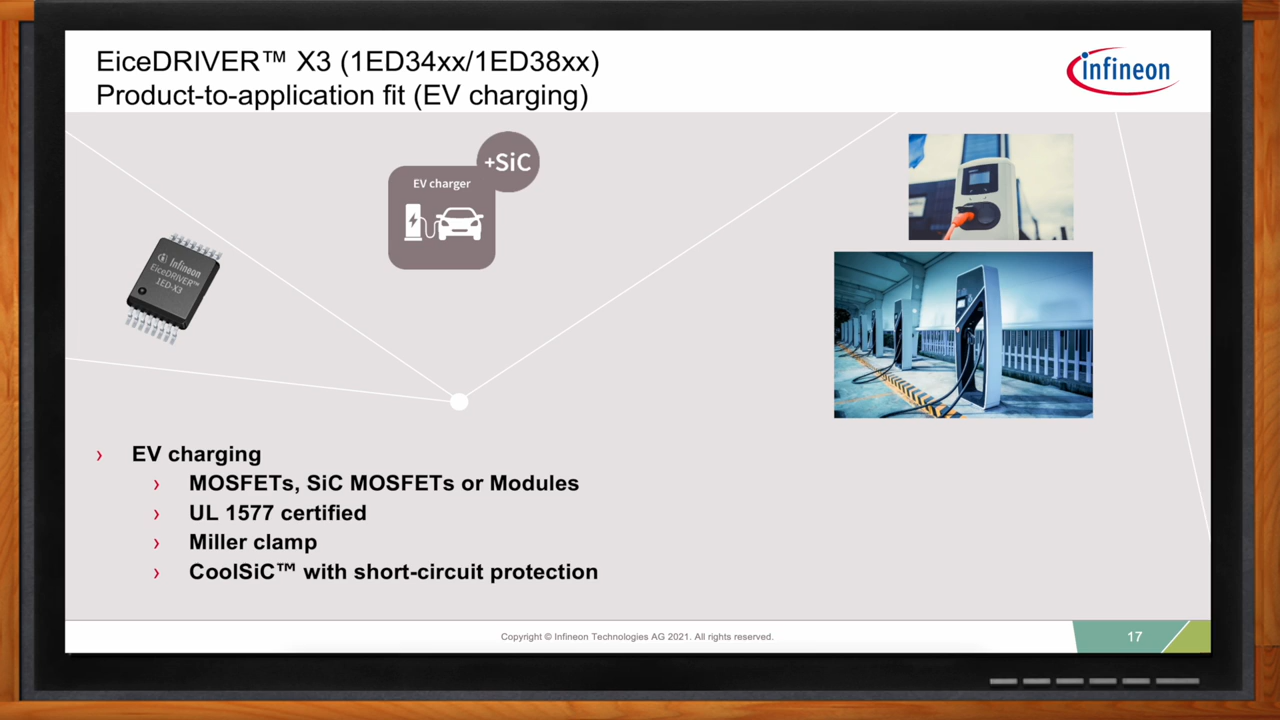 EiceDRIVER™ X3 (1ED34xx/1ED38xx)
Product-to-application fit (EV charging)
infineon
+SiC
EV charger
Infineon
EiceDRIVER™
1ED-X3
› EV charging
› MOSFETs, SiC MOSFETs or Modules
› UL 1577 certified
› Miller clamp
› CoolSiC™ with short-circuit protection
Copyright © Infineon Technologies AG 2021. All rights reserved.
17